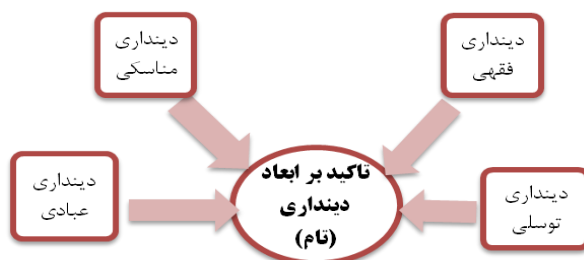 دینداری
فقهی
دینداری
مناسکی
تاکید بر ابعاد
دینداری
(تام)
دینداری
توسلی
دینداری
عبادی